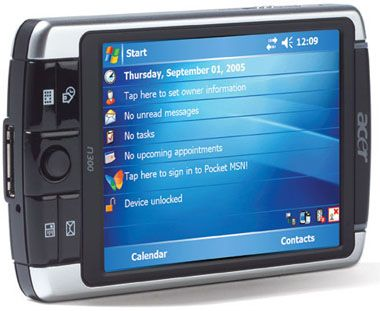 Start
12:09
Thursday, September 01, 2005
Tap here to set owner information
No unread messages
No tasks
No upcoming appointments
Tap here to sign in to Pocket MSN!
Device unlocked
Calendar
Contacts
n300
acer